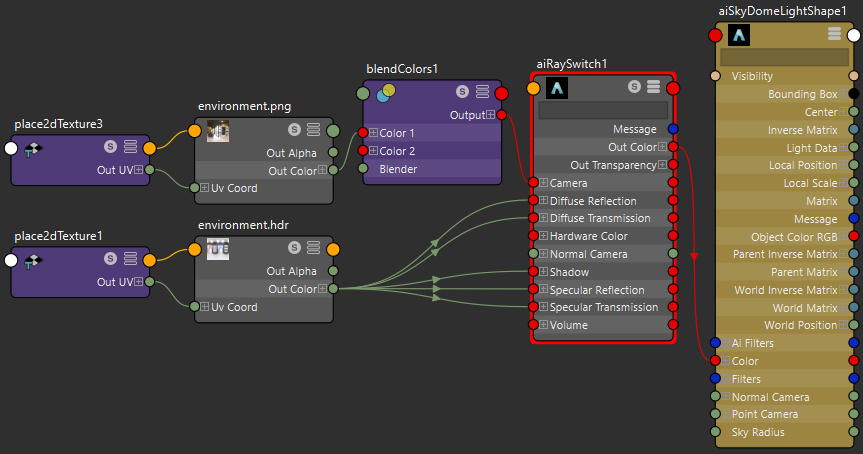 place2dTexture3
Out UV
place2dTexture1
Out UV
environment.png
Out Alpha
Out Color
Uv Coord
environment.hdr
Out Alpha
Out Color
Uv Coord
blendColors1
Output
Color 1
Color 2
Blender
aiRaySwitch1
Message
Out Color
Out Transparency
Camera
Diffuse Reflection
Diffuse Transmission
Hardware Color
Normal Camera
Shadow
Specular Reflection
Specular Transmission
Volume
aiSkyDomeLightShape1
Visibility
Bounding Box
Center
Inverse Matrix
Light Data
Local Position
Local Scale
Matrix
Message
Object Color RGB
Parent Inverse Matrix
Parent Matrix
World Inverse Matrix
World Matrix
World Position
Ai Filters
Color
Filters
Normal Camera
Point Camera
Sky Radius